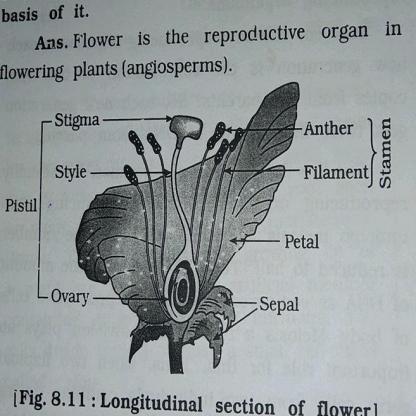 basis of it.
Ans. Flower is the reproductive organ in
flowering plants (angiosperms).
Stigma
Anther
Style
Filament
Stamen
Pistil
Petal
Ovary
Sepal
[Fig. 8.11 : Longitudinal section of flower]